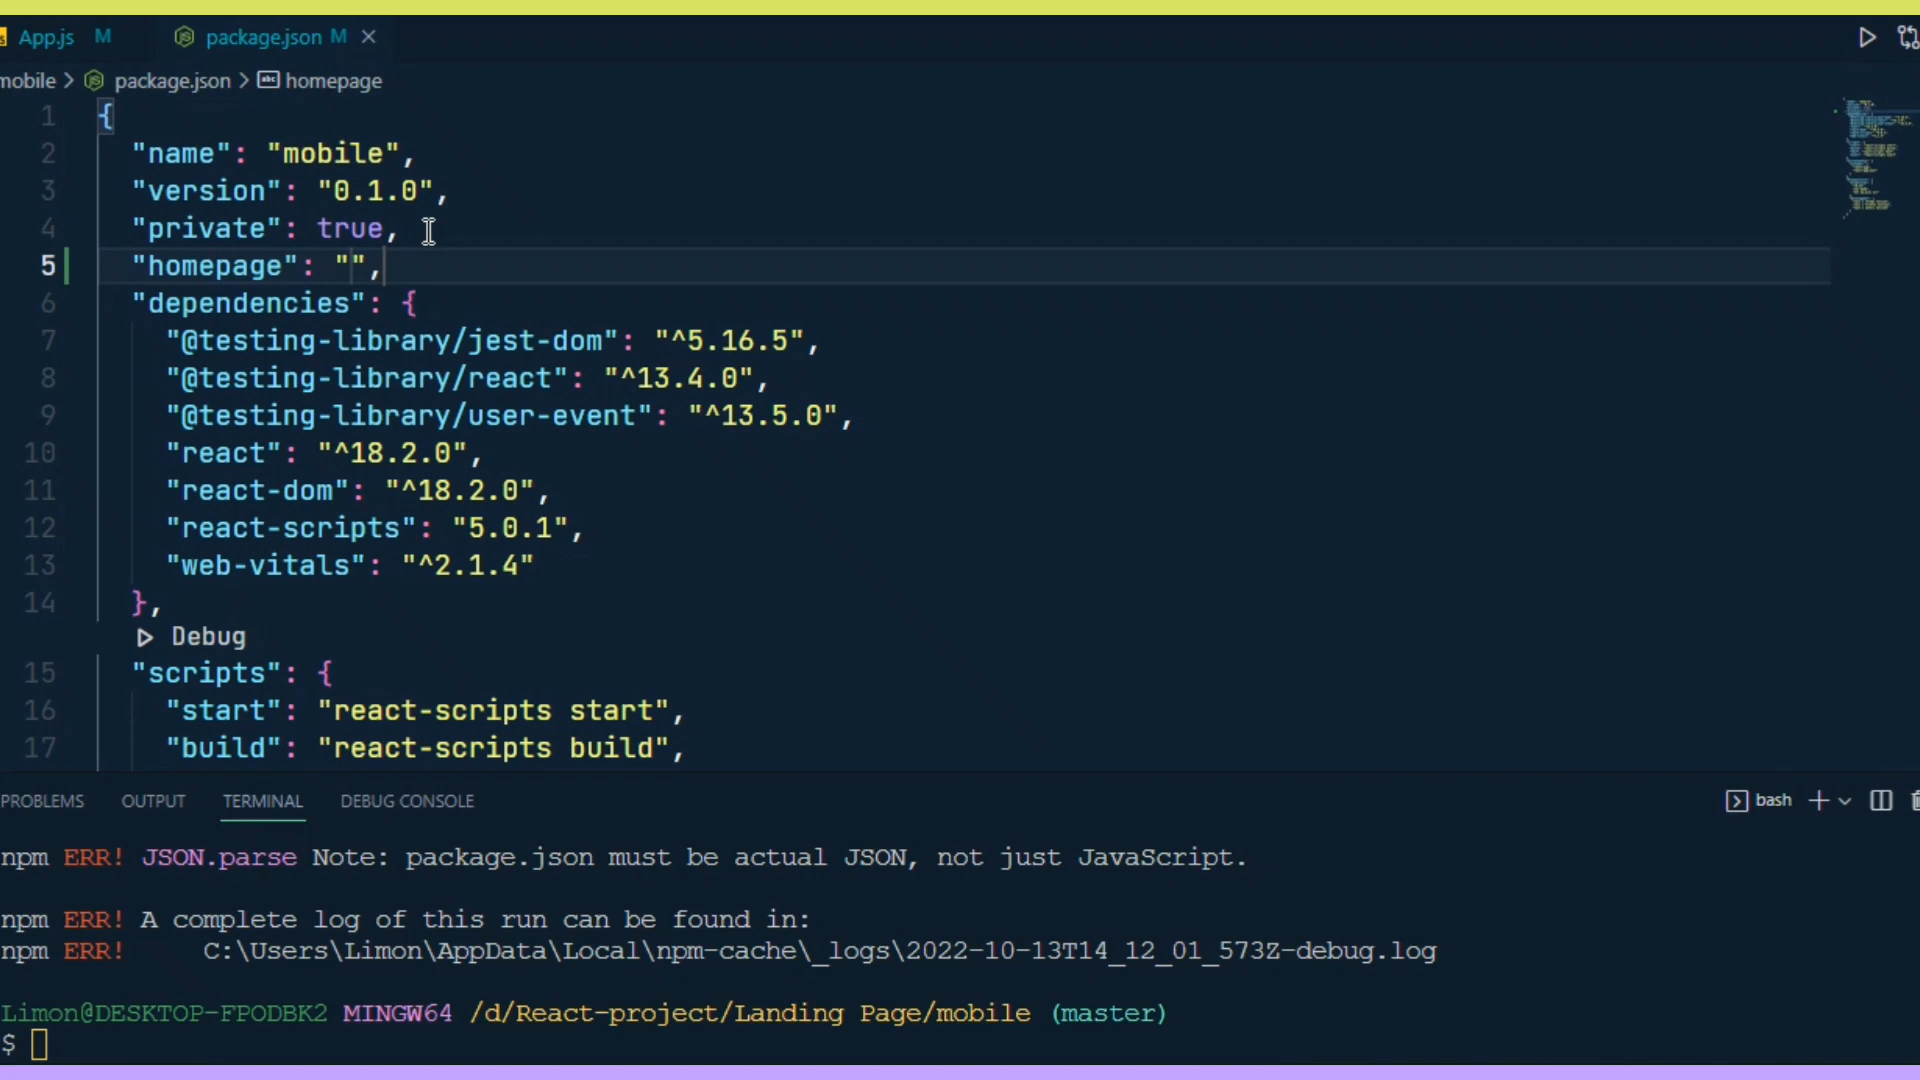 App.js M package.json M
mobile > package.json > homepage
1 {
2 "name": "mobile",
3 "version": "0.1.0",
4 "private": true,
5 "homepage": "",
6 "dependencies": {
7 "@testing-library/jest-dom": "^5.16.5",
8 "@testing-library/react": "^13.4.0",
9 "@testing-library/user-event": "^13.5.0",
10 "react": "^18.2.0",
11 "react-dom": "^18.2.0",
12 "react-scripts": "5.0.1",
13 "web-vitals": "^2.1.4"
14 },
Debug
15 "scripts": {
16 "start": "react-scripts start",
17 "build": "react-scripts build",
PROBLEMS OUTPUT TERMINAL DEBUG CONSOLE bash
npm ERR! JSON.parse Note: package.json must be actual JSON, not just JavaScript.
npm ERR! A complete log of this run can be found in:
npm ERR! C:\Users\Limon\AppData\Local\npm-cache\_logs\2022-10-13T14_12_01_573Z-debug.log
Limon@DESKTOP-FPODBK2 MINGW64 /d/React-project/Landing Page/mobile (master)
$